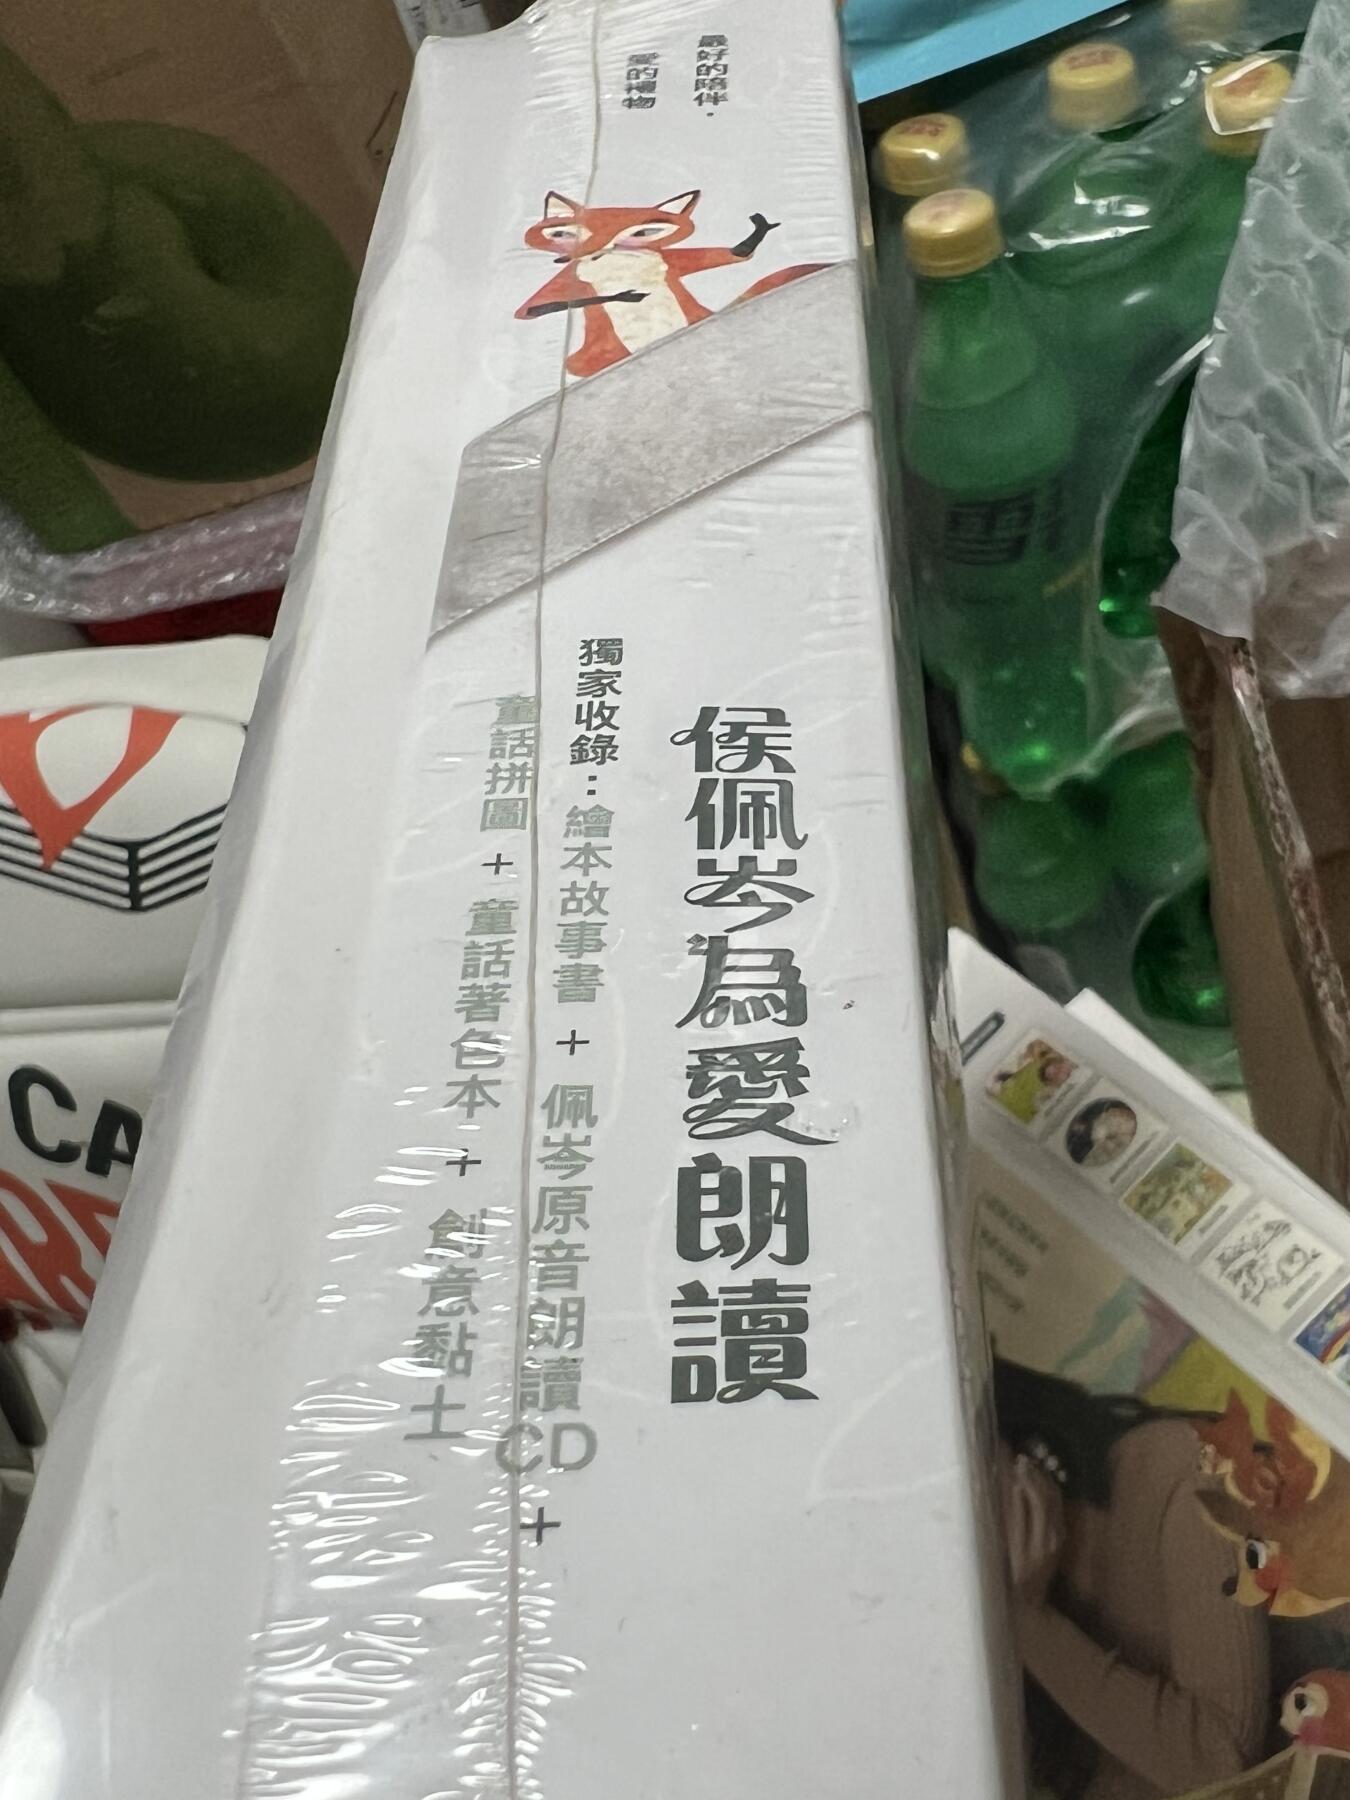 最好的陪伴，
愛的禮物
侯佩岑為愛朗讀
獨家收錄：繪本故事書 + 佩岑原音朗讀CD +
童話拼圖 + 童話著色本 + 創意黏土
CA
雪